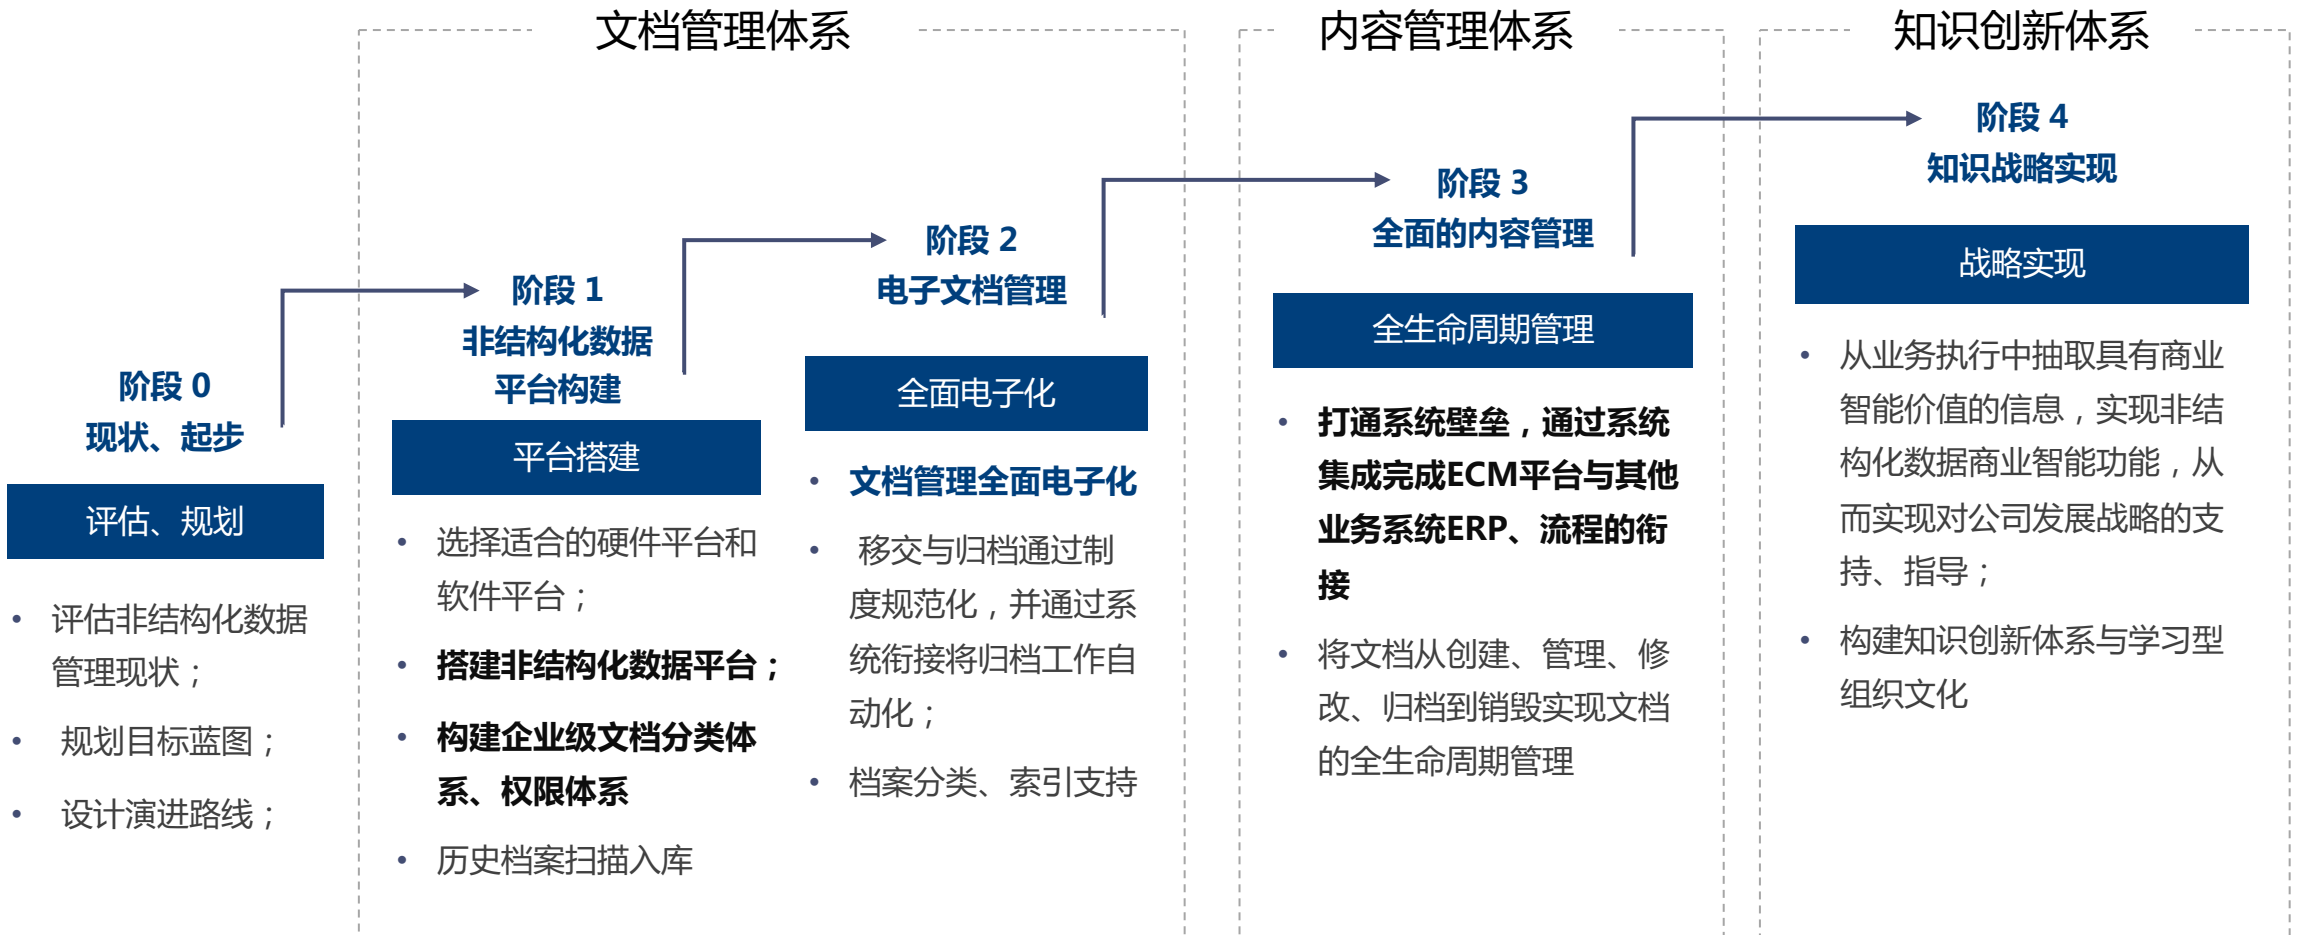 文档管理体系
内容管理体系
知识创新体系
阶段 0
现状、起步
评估、规划
• 评估非结构化数据
管理现状；
• 规划目标蓝图；
• 设计演进路线；
阶段 1
非结构化数据
平台构建
平台搭建
• 选择适合的硬件平台和
软件平台；
• 搭建非结构化数据平台；
• 构建企业级文档分类体
系、权限体系
• 历史档案扫描入库
阶段 2
电子文档管理
全面电子化
• 文档管理全面电子化
• 移交与归档通过制
度规范化，并通过系
统衔接将归档工作自
动化；
• 档案分类、索引支持
阶段 3
全面的内容管理
全生命周期管理
• 打通系统壁垒，通过系统
集成完成ECM平台与其他
业务系统ERP、流程的衔
接
• 将文档从创建、管理、修
改、归档到销毁实现文档
的全生命周期管理
阶段 4
知识战略实现
战略实现
• 从业务执行中抽取具有商业
智能价值的信息，实现非结
构化数据商业智能功能，从
而实现对公司发展战略的支
持、指导；
• 构建知识创新体系与学习型
组织文化